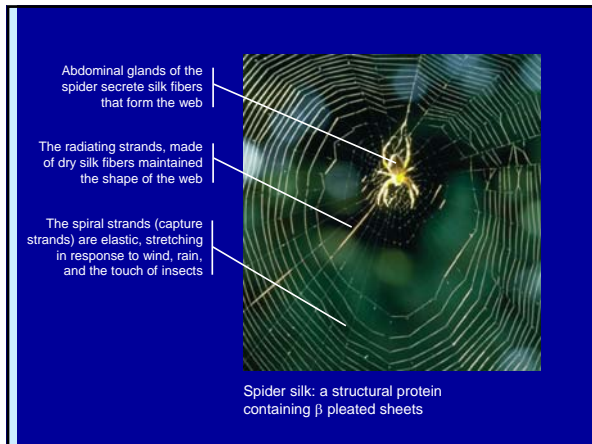 Abdominal glands of the
spider secrete silk fibers
that form the web
The radiating strands, made
of dry silk fibers maintained
the shape of the web
The spiral strands (capture
strands) are elastic, stretching
in response to wind, rain,
and the touch of insects
Spider silk: a structural protein
containing β pleated sheets